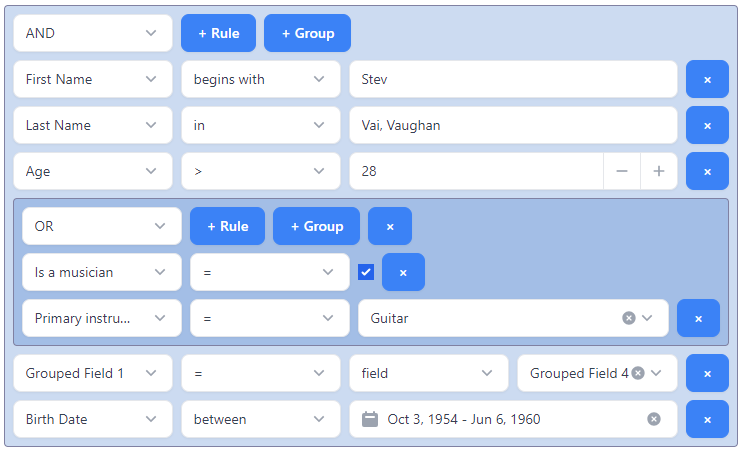 AND + Rule + Group
First Name begins with Stev ×
Last Name in Vai, Vaughan ×
Age > 28 − + ×
OR + Rule + Group ×
Is a musician = ×
Primary instru... = Guitar ×
Grouped Field 1 = field Grouped Field 4 ×
Birth Date between Oct 3, 1954 - Jun 6, 1960 ×